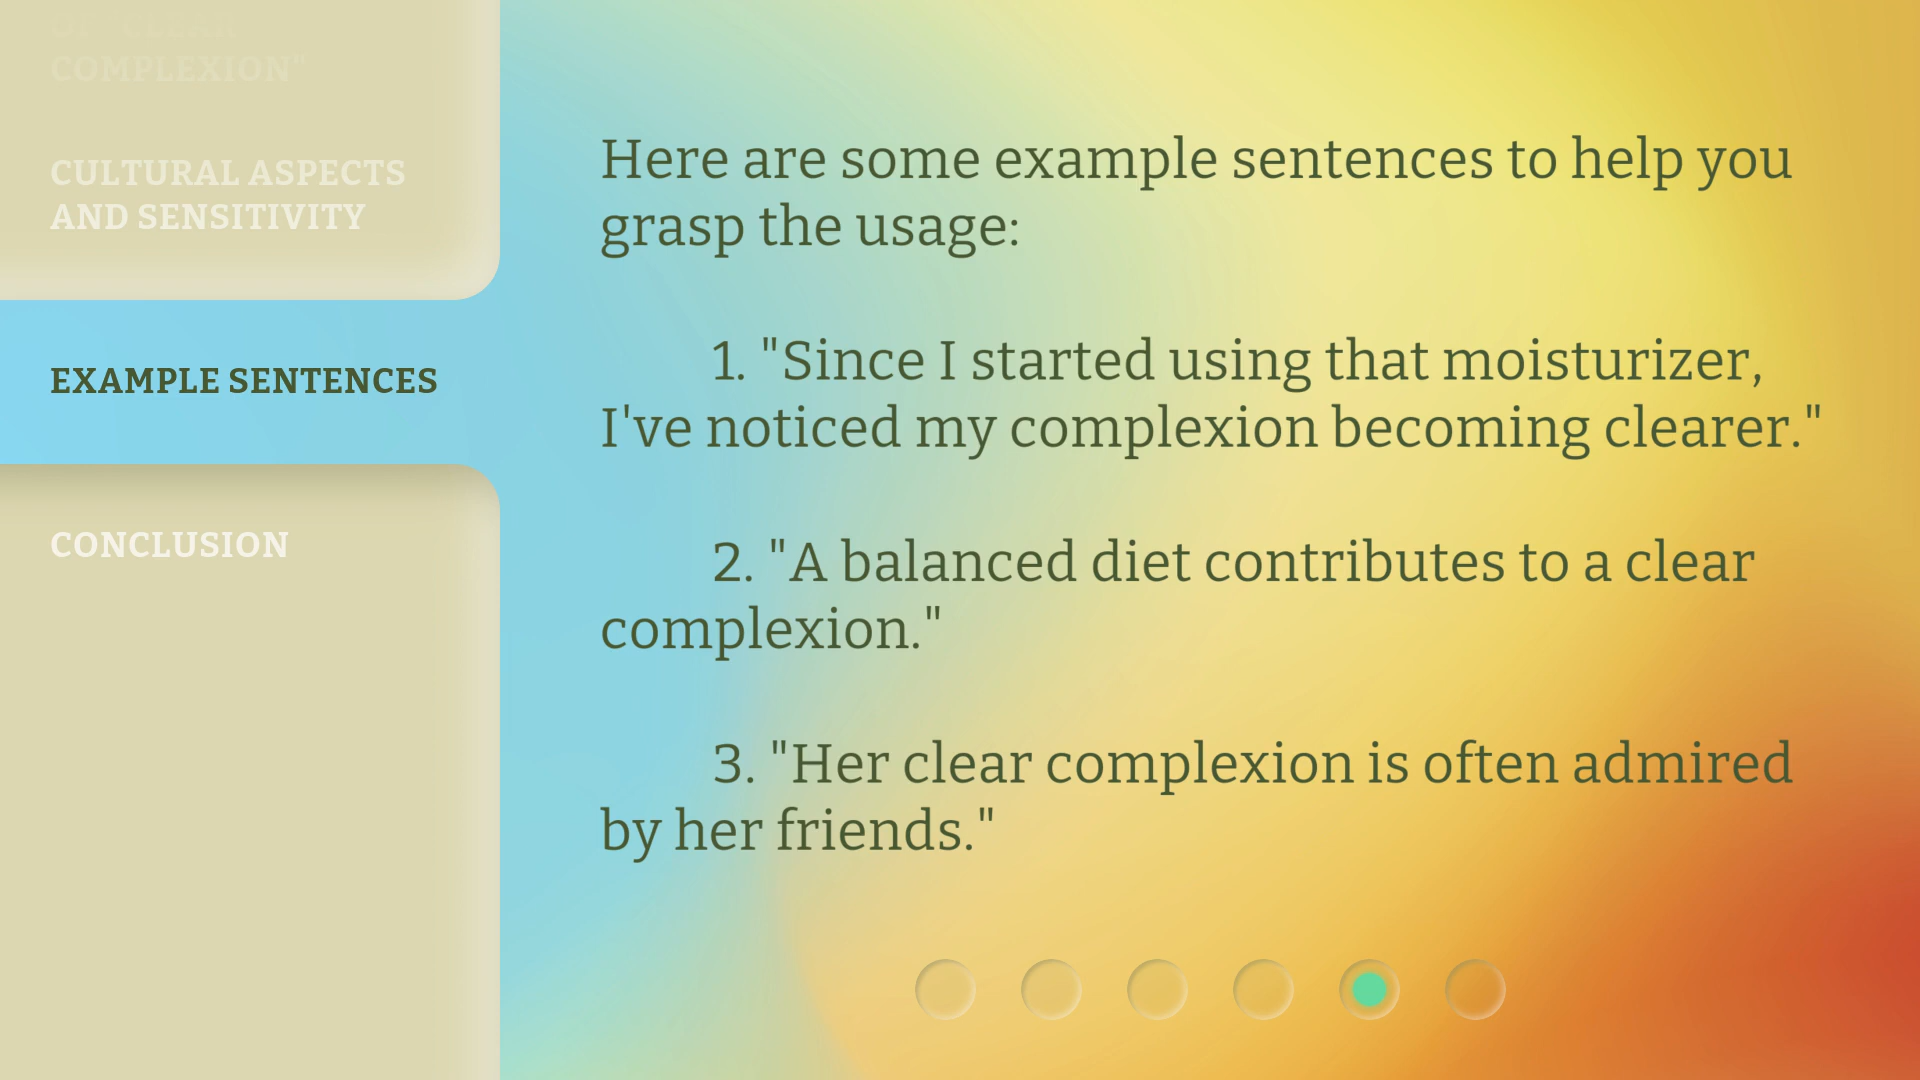 OF "CLEAR
COMPLEXION"
CULTURAL ASPECTS
AND SENSITIVITY
EXAMPLE SENTENCES
CONCLUSION
Here are some example sentences to help you
grasp the usage:
1. "Since I started using that moisturizer,
I've noticed my complexion becoming clearer."
2. "A balanced diet contributes to a clear
complexion."
3. "Her clear complexion is often admired
by her friends."